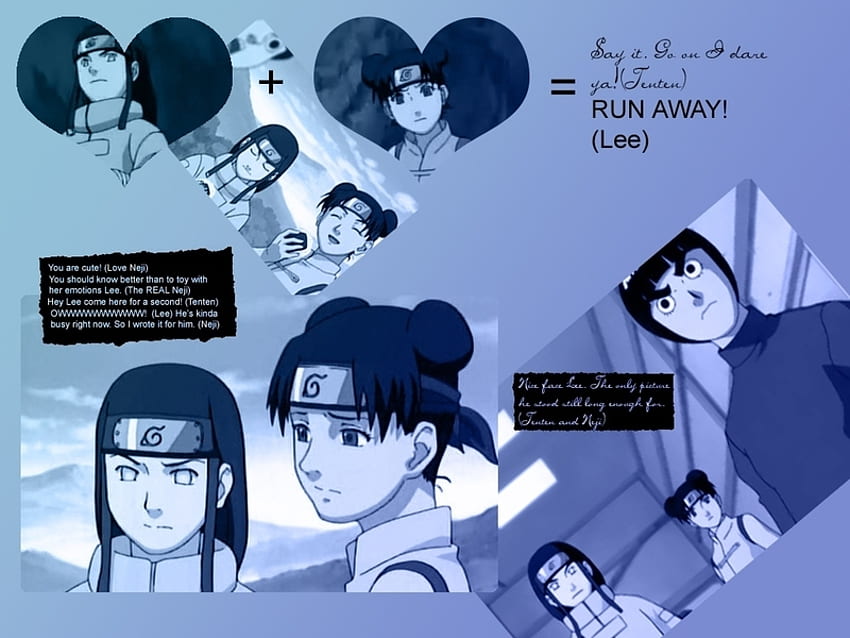 +
=
Say it. Go on I dare
ya!(Tenten)
RUN AWAY!
(Lee)
You are cute! (Love Neji)
You should know better than to toy with
her emotions Lee. (The REAL Neji)
Hey Lee come here for a second! (Tenten)
OWWWWWWWWWW! (Lee) He's kinda
busy right now. So I wrote it for him. (Neji)
Nice face Lee. The only picture
he stood still long enough for.
(Tenten and Neji)